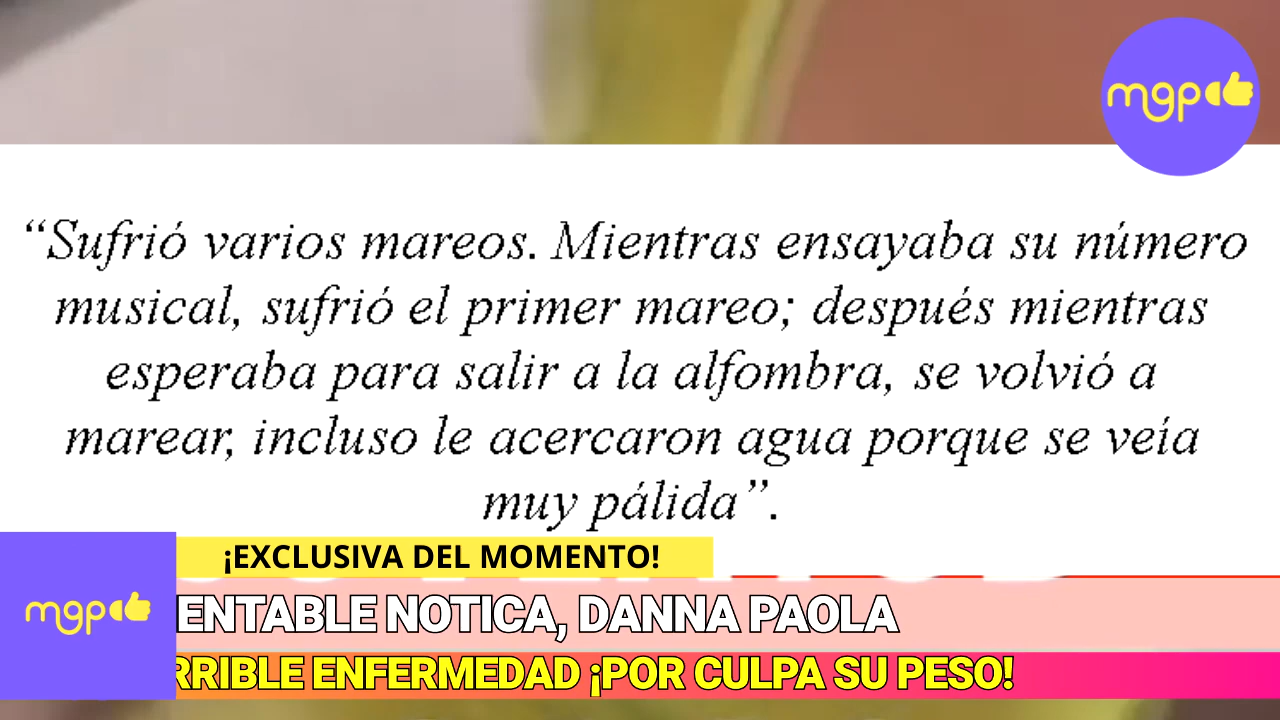 mgp
“Sufrió varios mareos. Mientras ensayaba su número
musical, sufrió el primer mareo; después mientras
esperaba para salir a la alfombra, se volvió a
marear, incluso le acercaron agua porque se veía
muy pálida”.
¡EXCLUSIVA DEL MOMENTO!
mgp
ENTABLE NOTICA, DANNA PAOLA
RRIBLE ENFERMEDAD ¡POR CULPA SU PESO!